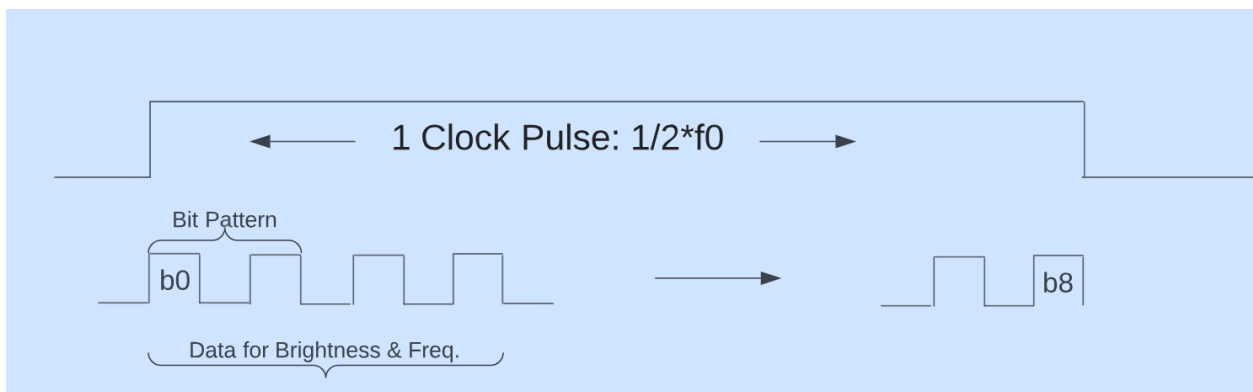 1 Clock Pulse: 1/2*f0
Bit Pattern
b0
b8
Data for Brightness & Freq.